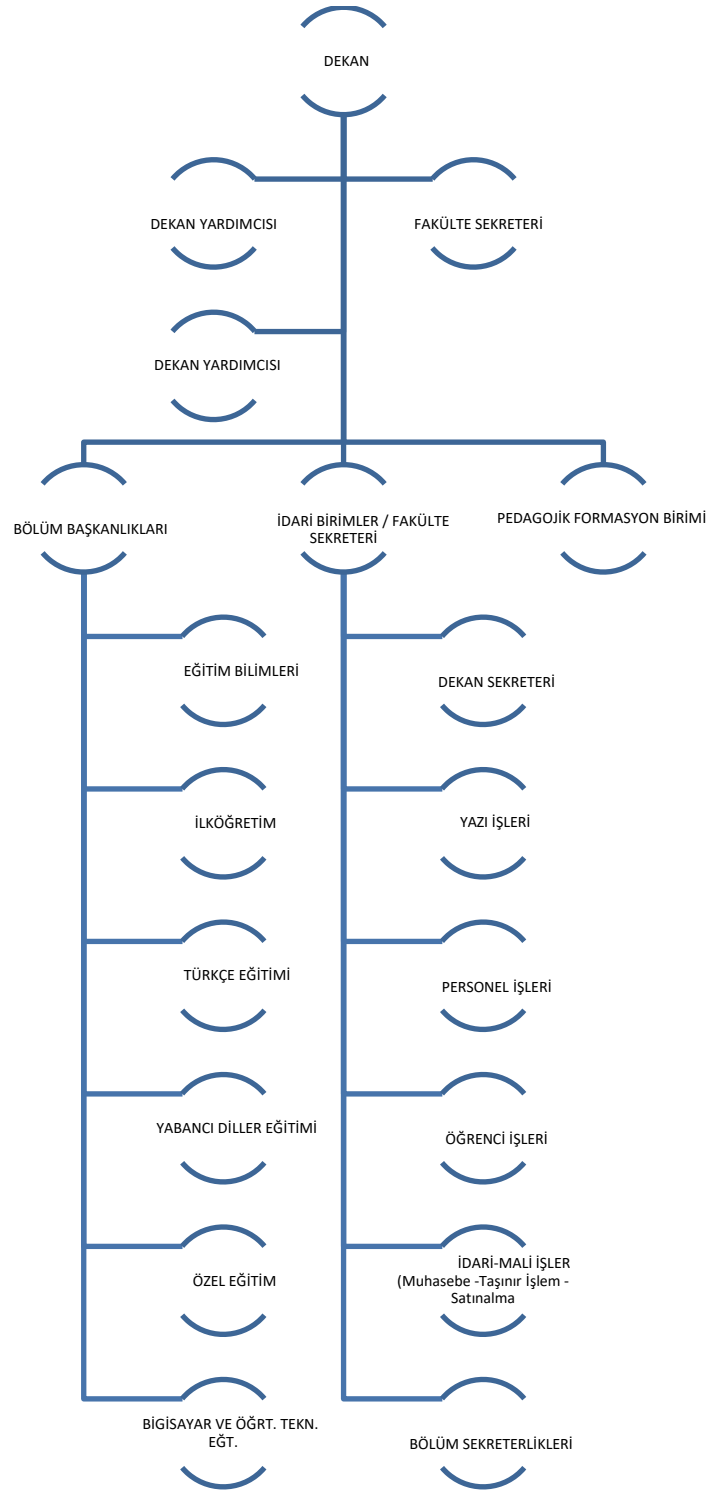 DEKAN
DEKAN YARDIMCISI
FAKÜLTE SEKRETERİ
DEKAN YARDIMCISI
BÖLÜM BAŞKANLIKLARI
İDARİ BİRİMLER / FAKÜLTE
SEKRETERİ
PEDAGOJİK FORMASYON BİRİMİ
EĞİTİM BİLİMLERİ
DEKAN SEKRETERİ
İLKÖĞRETİM
YAZI İŞLERİ
TÜRKÇE EĞİTİMİ
PERSONEL İŞLERİ
YABANCI DİLLER EĞİTİMİ
ÖĞRENCİ İŞLERİ
ÖZEL EĞİTİM
İDARİ-MALİ İŞLER
(Muhasebe -Taşınır İşlem -
Satınalma
BİGİSAYAR VE ÖĞRT. TEKN.
EĞT.
BÖLÜM SEKRETERLİKLERİ